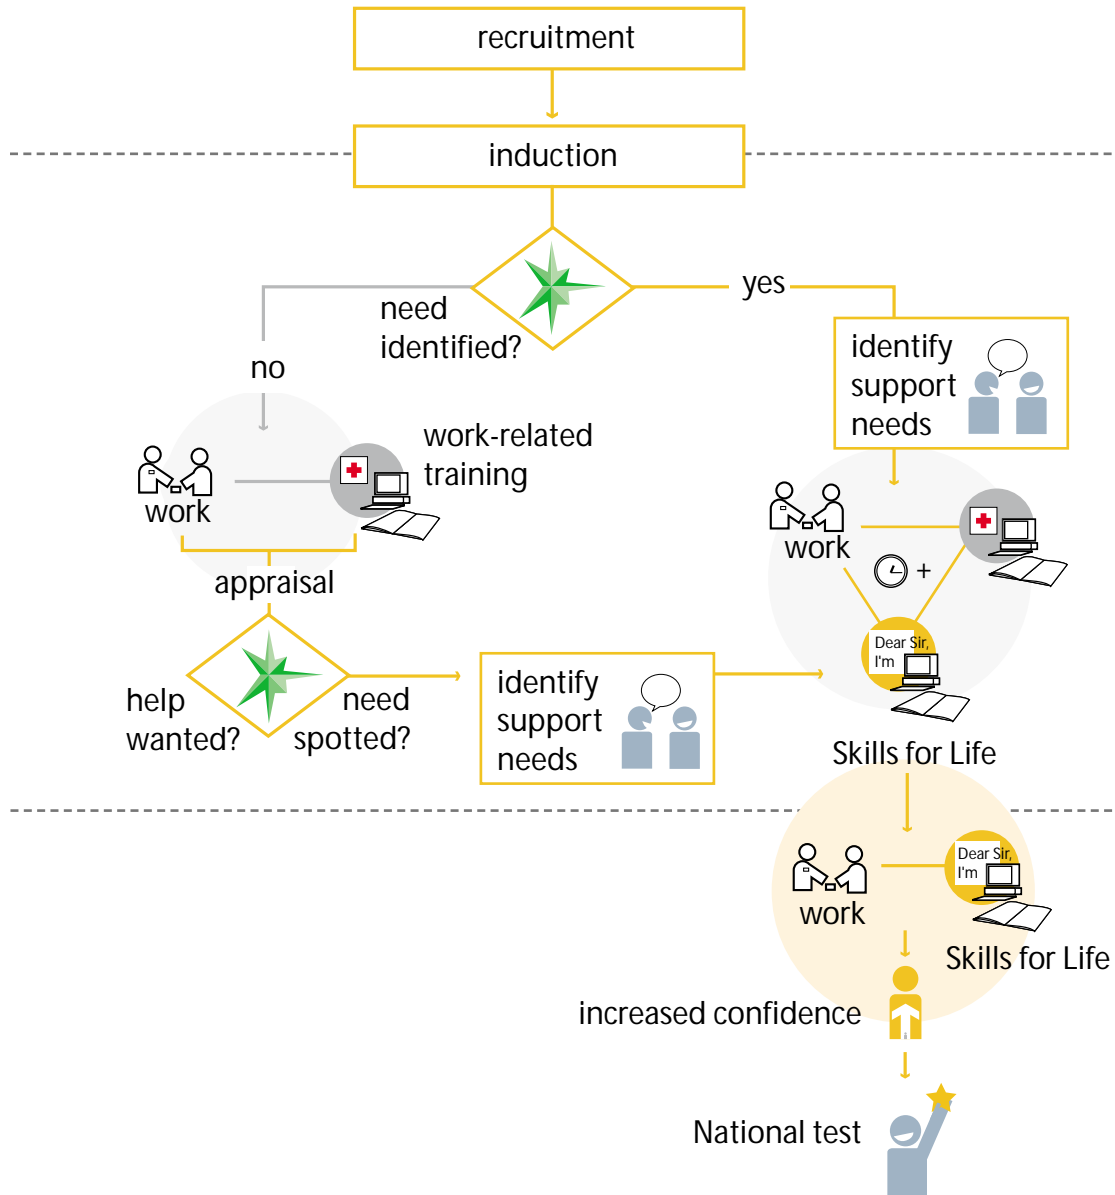 recruitment
induction
need
identified?
yes
no
identify
support
needs
work-related
training
work
work
+
appraisal
Dear Sir,
I'm
help
wanted?
need
spotted?
identify
support
needs
Skills for Life
Dear Sir,
I'm
work
Skills for Life
increased confidence
National test